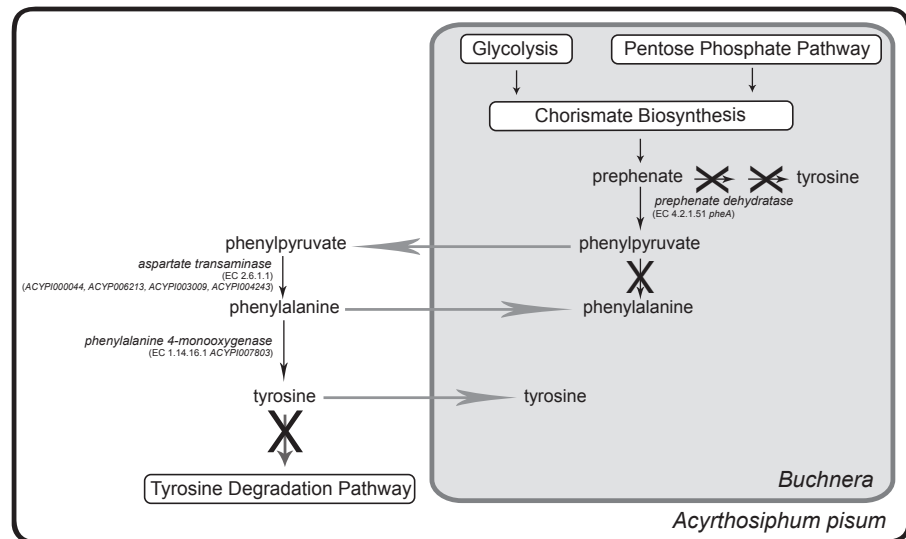 Glycolysis
Pentose Phosphate Pathway
Chorismate Biosynthesis
prephenate
tyrosine
prephenate dehydratase
(EC 4.2.1.51 pheA)
phenylpyruvate
phenylpyruvate
aspartate transaminase
(EC 2.6.1.1)
(ACYPI000044, ACYP006213, ACYPI003009, ACYPI004243)
phenylalanine
phenylalanine
phenylalanine 4-monooxygenase
(EC 1.14.16.1 ACYPI007803)
tyrosine
tyrosine
Tyrosine Degradation Pathway
Buchnera
Acyrthosiphum pisum